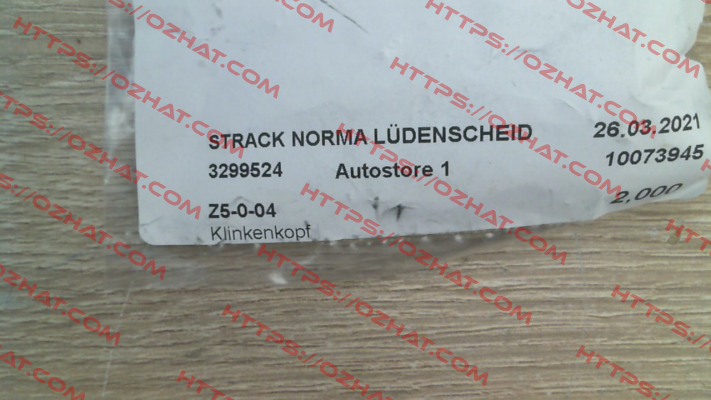 STRACK NORMA LÜDENSCHEID 26.03.2021
3299524 Autostore 1 10073945
Z5-0-04 2,000
Klinkenkopf
HTTPS://OZHAT.COM